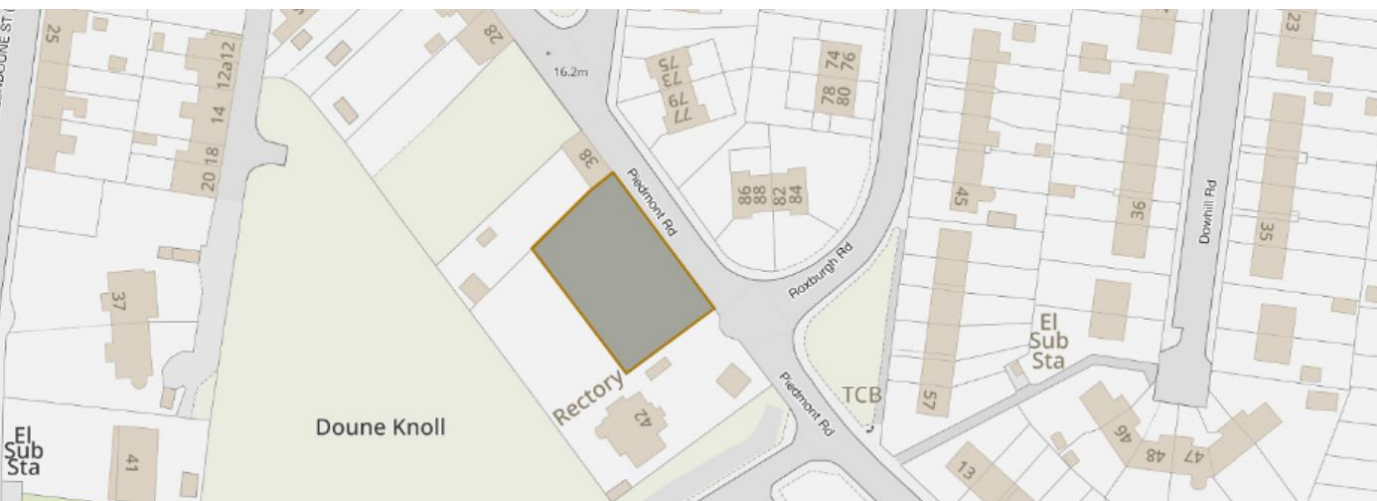 25
12a12
14
20 18
37
El
Sub
Sta
41
Doune Knoll
28
16.2m
38
Piedmont Rd
75
73
79
77
74 76
78 80
86
88
82
84
Roxburgh Rd
Rectory
42
Piedmont Rd
TCB
45
57
El
Sub
Sta
36
Dowhill Rd
23
35
13
46
48
47